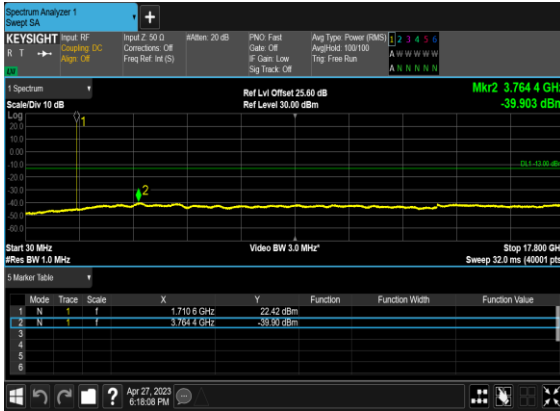 Spectrum Analyzer 1
Swept SA
+
KEYSIGHT
R T
LV
Input: RF
Coupling: DC
Align: Off
Input Z: 50 Ω
Corrections: Off
Freq Ref: Int (S)
#Atten: 20 dB
PNO: Fast
Gate: Off
IF Gain: Low
Sig Track: Off
Avg Type: Power (RMS)
Avg|Hold: 100/100
Trig: Free Run
1 2 3 4 5 6
A W W W W W
A N N N N N
1 Spectrum
Scale/Div 10 dB
Ref Lvl Offset 25.60 dB
Ref Level 30.00 dBm
Mkr2 3.764 4 GHz
-39.903 dBm
Log
20.0
10.0
0.00
-10.0
-20.0
-30.0
-40.0
-50.0
-60.0
1
2
DL1 -13.00 dBm
Start 30 MHz
#Res BW 1.0 MHz
Video BW 3.0 MHz*
Stop 17.800 GHz
Sweep 32.0 ms (40001 pts)
5 Marker Table
Mode Trace Scale X Y Function Function Width Function Value
1 N 1 f 1.710 6 GHz 22.42 dBm
2 N 1 f 3.764 4 GHz -39.90 dBm
3
4
5
6
?
Apr 27, 2023
6:18:08 PM